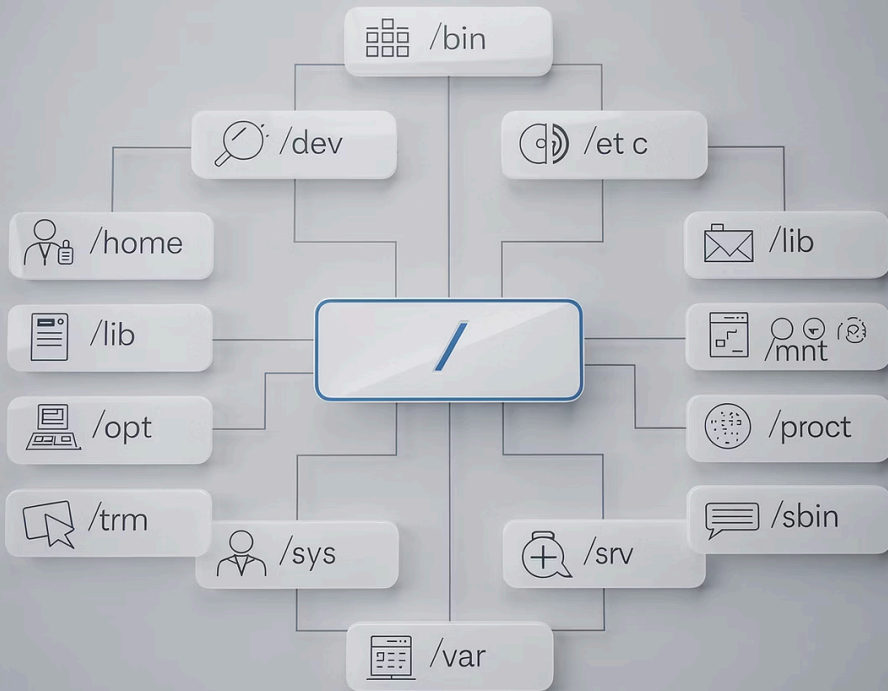 /bin
/dev
/et c
/home
/lib
/lib
/
/mnt
/opt
/proct
/trm
/sbin
/sys
/srv
/var